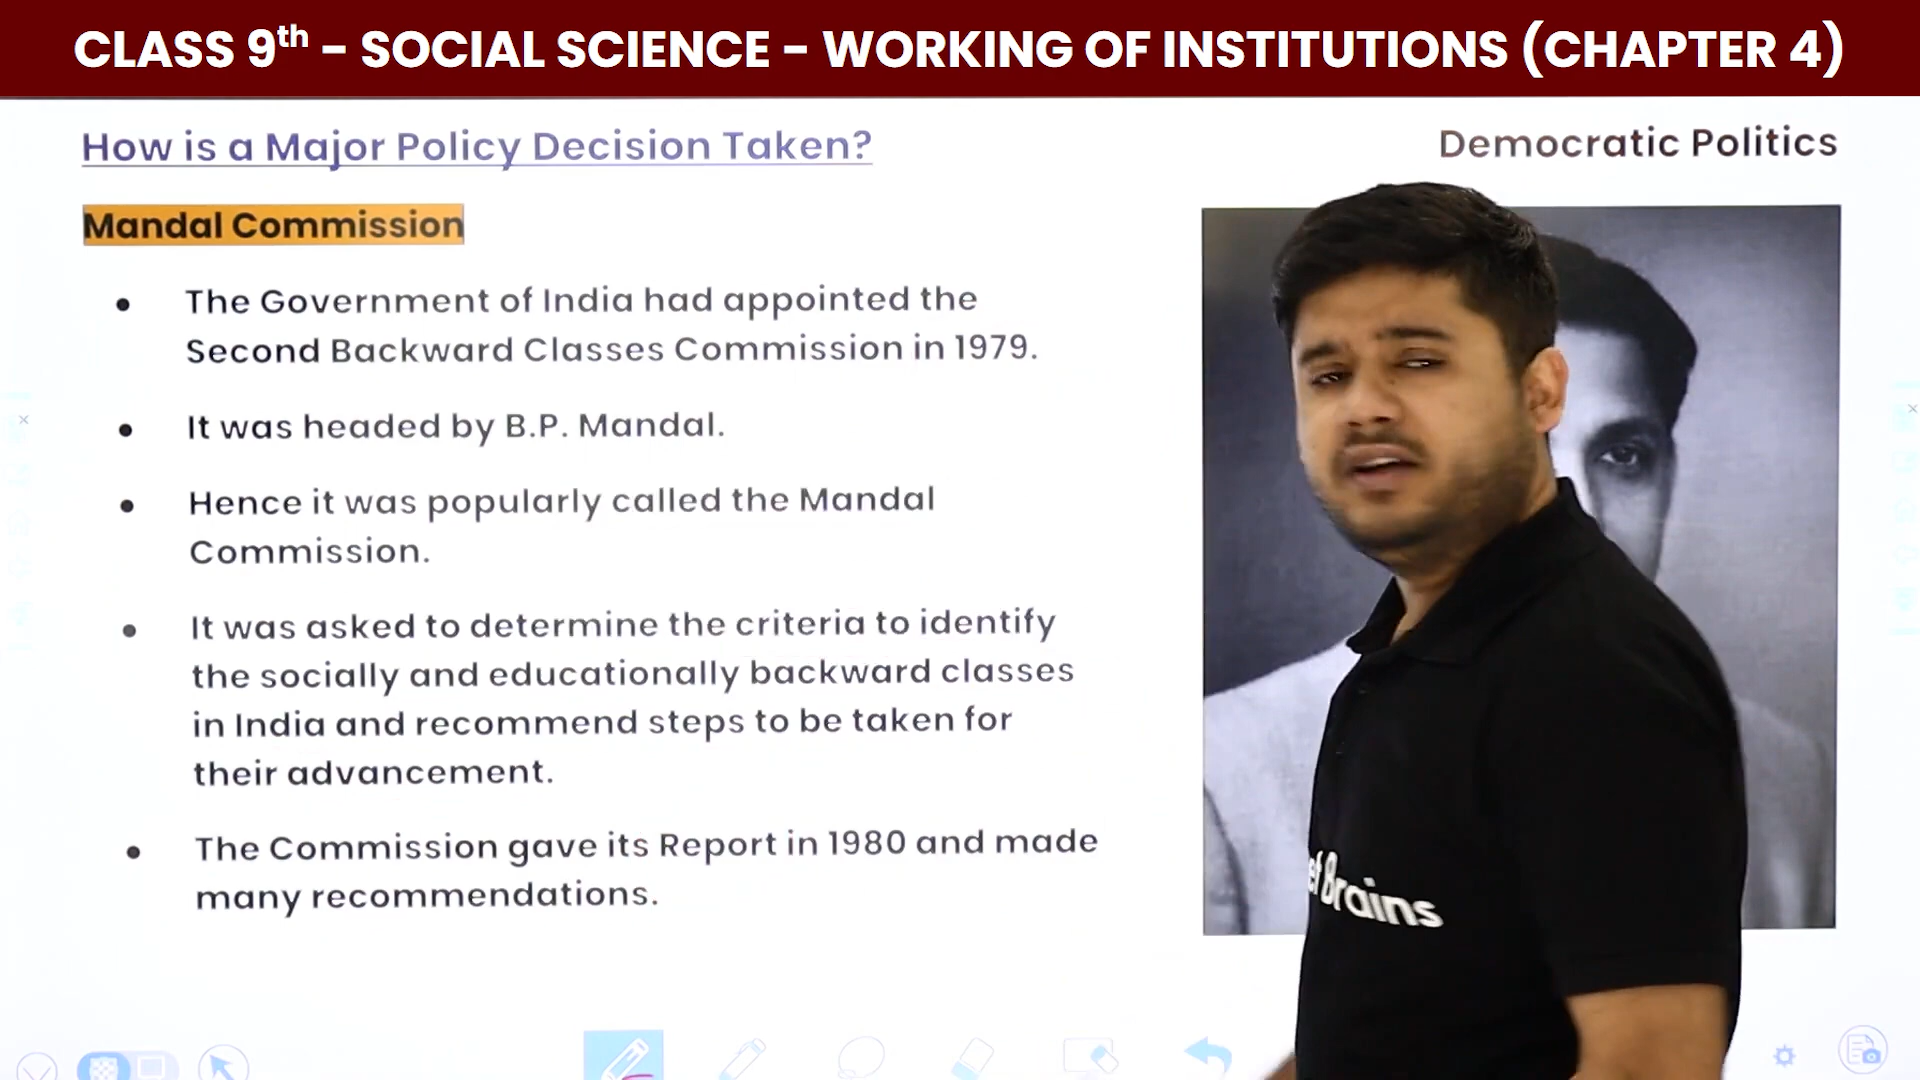 CLASS 9th – SOCIAL SCIENCE – WORKING OF INSTITUTIONS (CHAPTER 4)
How is a Major Policy Decision Taken?
Democratic Politics
Mandal Commission
• The Government of India had appointed the
Second Backward Classes Commission in 1979.
• It was headed by B.P. Mandal.
• Hence it was popularly called the Mandal
Commission.
• It was asked to determine the criteria to identify
the socially and educationally backward classes
in India and recommend steps to be taken for
their advancement.
• The Commission gave its Report in 1980 and made
many recommendations.
Brains